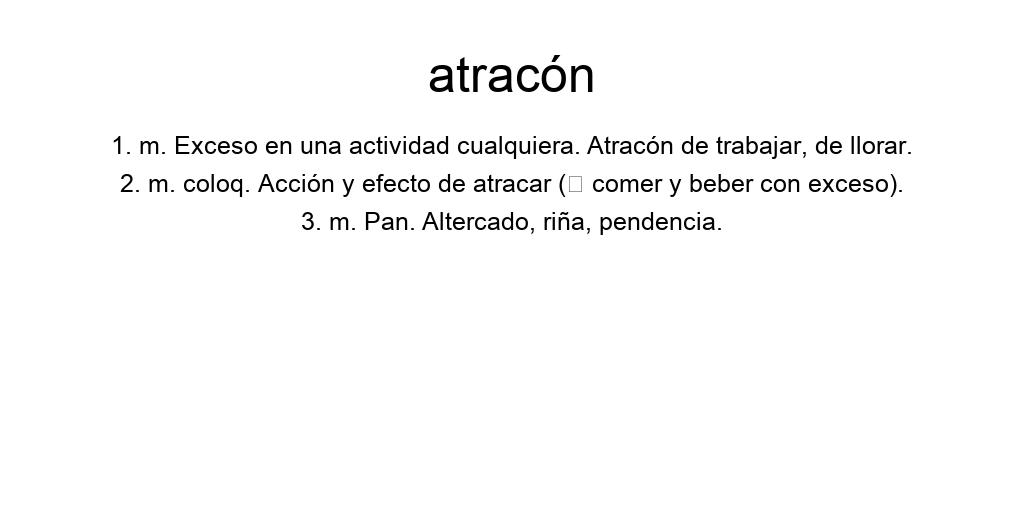 atracón
1. m. Exceso en una actividad cualquiera. Atracón de trabajar, de llorar.
2. m. coloq. Acción y efecto de atracar (□ comer y beber con exceso).
3. m. Pan. Altercado, riña, pendencia.